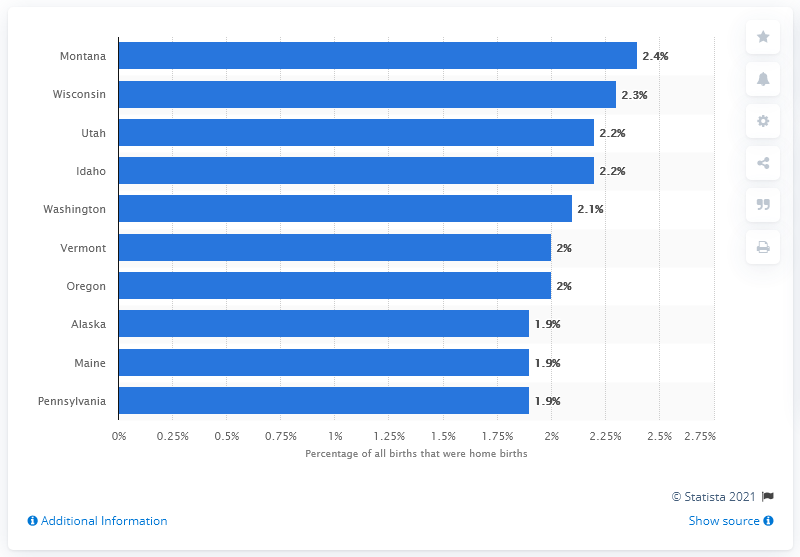 Montana 2.4%
Wisconsin 2.3%
Utah 2.2%
Idaho 2.2%
Washington 2.1%
Vermont 2%
Oregon 2%
Alaska 1.9%
Maine 1.9%
Pennsylvania 1.9%
0% 0.25% 0.5% 0.75% 1% 1.25% 1.5% 1.75% 2% 2.25% 2.5% 2.75%
Percentage of all births that were home births
© Statista 2021
Additional Information Show source